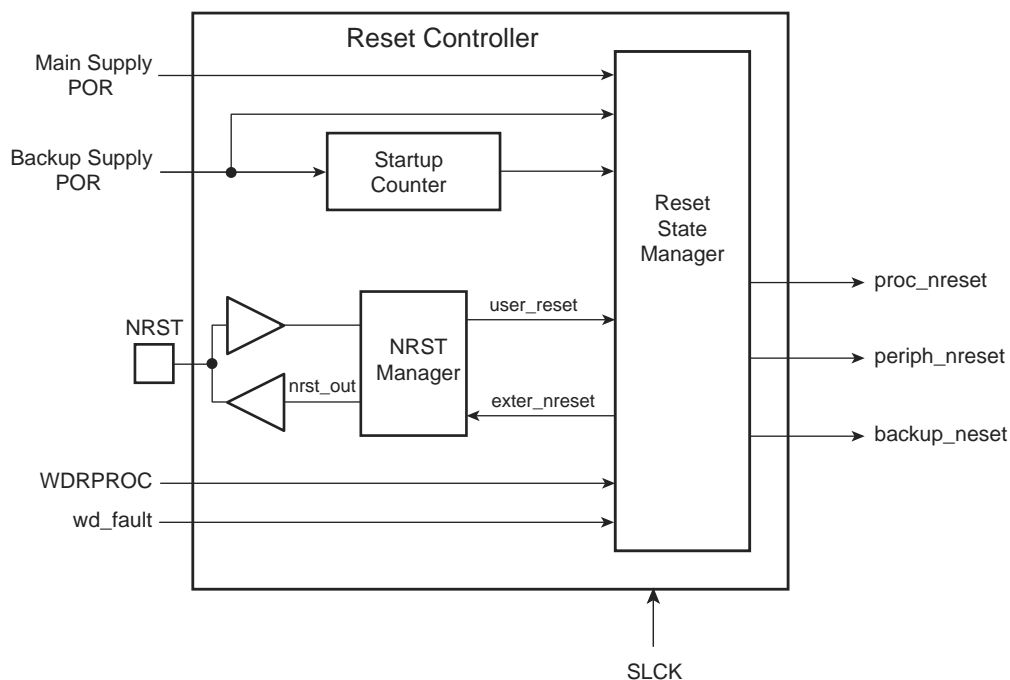 Reset Controller
Main Supply
POR
Backup Supply
POR
Startup
Counter
Reset
State
Manager
NRST
NRST
Manager
user_reset
nrst_out
exter_nreset
proc_nreset
periph_nreset
backup_neset
WDRPROC
wd_fault
SLCK